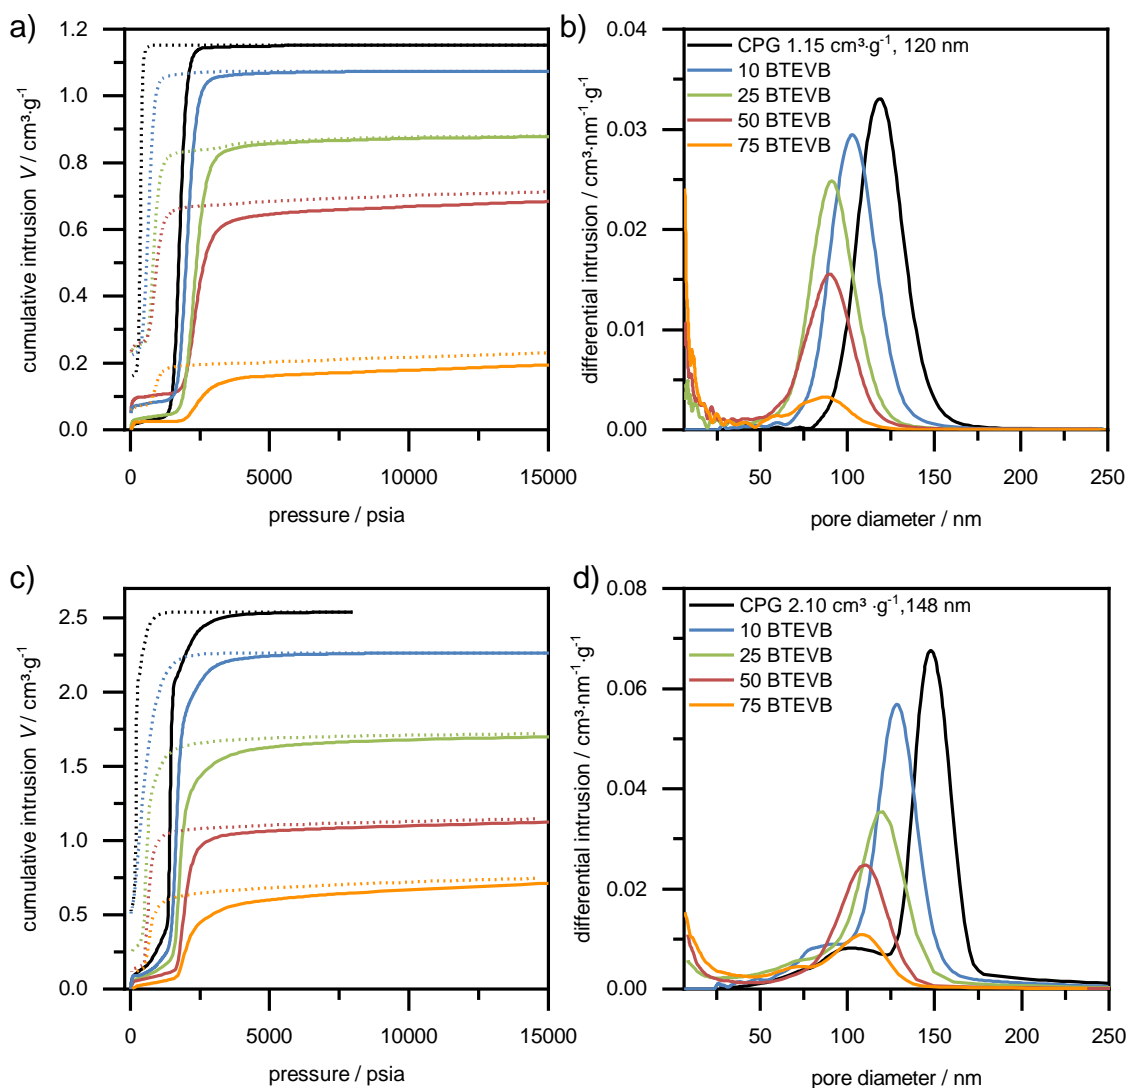 a)
cumulative intrusion V / cm³·g⁻¹
1.2
1.0
0.8
0.6
0.4
0.2
0.0
0 5000 10000 15000
pressure / psia
b)
differential intrusion / cm³·nm⁻¹·g⁻¹
0.04
0.03
0.02
0.01
0.00
CPG 1.15 cm³·g⁻¹, 120 nm
10 BTEVB
25 BTEVB
50 BTEVB
75 BTEVB
50 100 150 200 250
pore diameter / nm
c)
cumulative intrusion V / cm³·g⁻¹
2.5
2.0
1.5
1.0
0.5
0.0
0 5000 10000 15000
pressure / psia
d)
differential intrusion / cm³·nm⁻¹·g⁻¹
0.08
0.06
0.04
0.02
0.00
CPG 2.10 cm³ ·g⁻¹,148 nm
10 BTEVB
25 BTEVB
50 BTEVB
75 BTEVB
50 100 150 200 250
pore diameter / nm